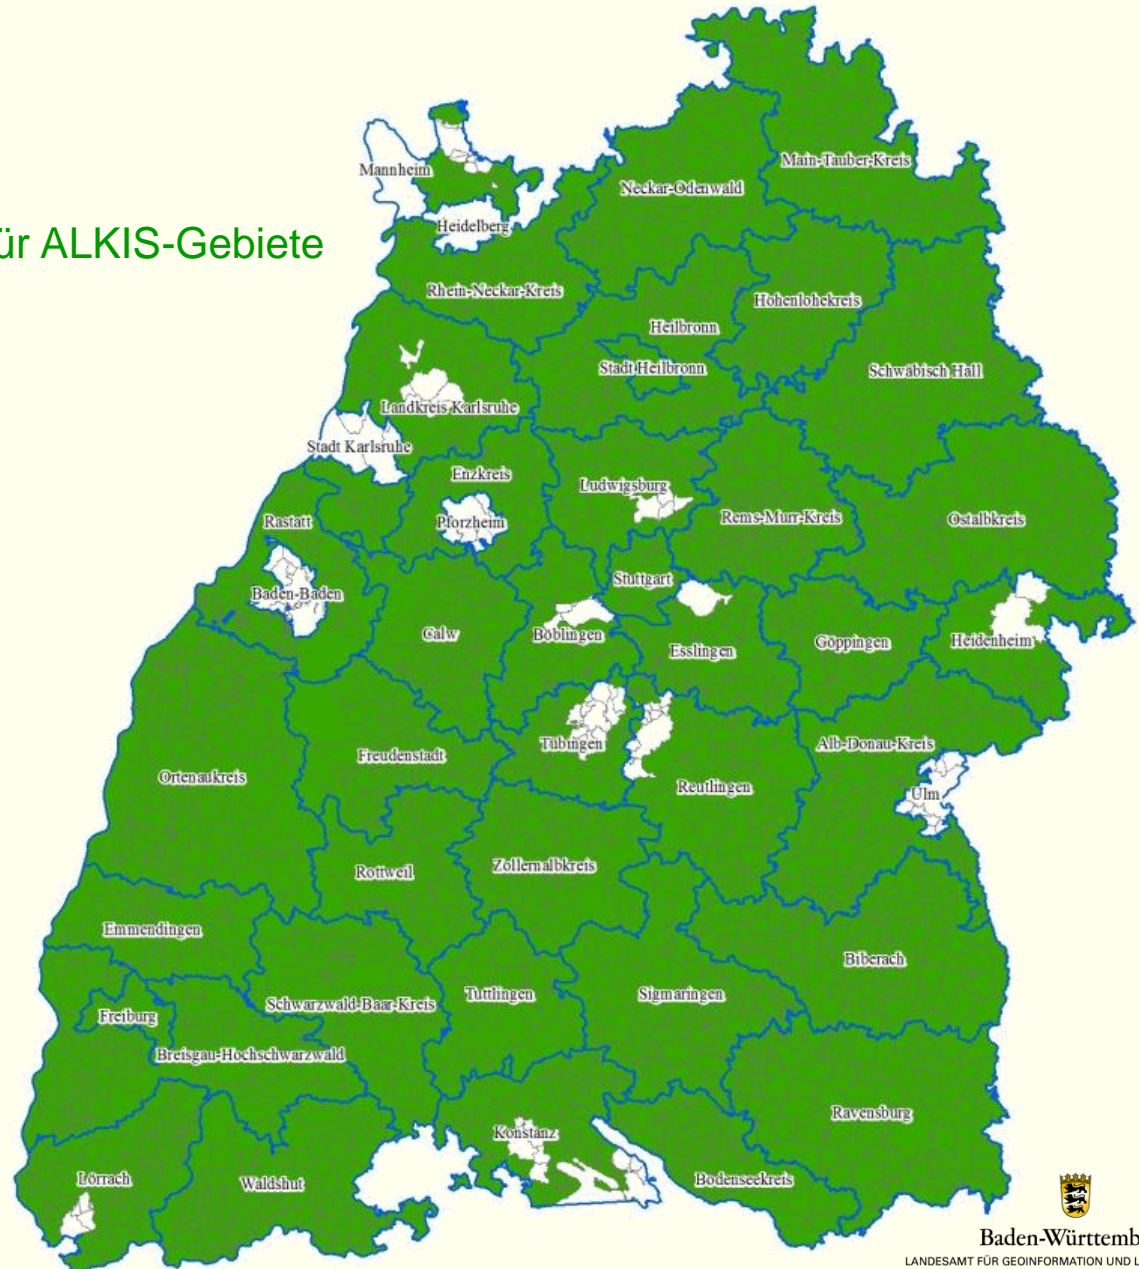 ür ALKIS-Gebiete
Main-Tauber-Kreis
Mannheim
Neckar-Odenwald
Heidelberg
Rhein-Neckar-Kreis
Hohenlohekreis
Heilbronn
Stadt Heilbronn
Schwäbisch Hall
Landkreis Karlsruhe
Stadt Karlsruhe
Enzkreis
Ludwigsburg
Rems-Murr-Kreis
Ostalbkreis
Rastatt
Pforzheim
Stuttgart
Baden-Baden
Calw
Böblingen
Esslingen
Göppingen
Heidenheim
Tübingen
Alb-Donau-Kreis
Freudenstadt
Ortenaukreis
Reutlingen
Ulm
Rottweil
Zollernalbkreis
Emmendingen
Biberach
Tuttlingen
Sigmaringen
Schwarzwald-Baar-Kreis
Freiburg
Breisgau-Hochschwarzwald
Ravensburg
Konstanz
Lörrach
Waldshut
Bodenseekreis
Baden-Württemb
LANDESAMT FÜR GEOINFORMATION UND L